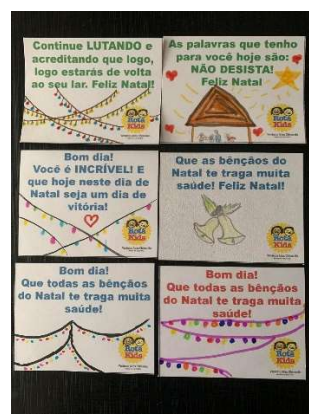 Continue LUTANDO e
acreditando que logo,
logo estarás de volta
ao seu lar. Feliz Natal!
Rota
Kids
As palavras que tenho
para você hoje são:
NÃO DESISTA!
Feliz Natal
Rota
Kids
Bom dia!
Você é INCRÍVEL! E
que hoje neste dia de
Natal seja um dia de
vitória!
Rota
Kids
Que as bênçãos do
Natal te traga muita
saúde! Feliz Natal!
Rota
Kids
Bom dia!
Que todas as bênçãos
do Natal te traga muita
saúde!
Rota
Kids
Bom dia!
Que todas as bênçãos
do Natal te traga muita
saúde!
Rota
Kids